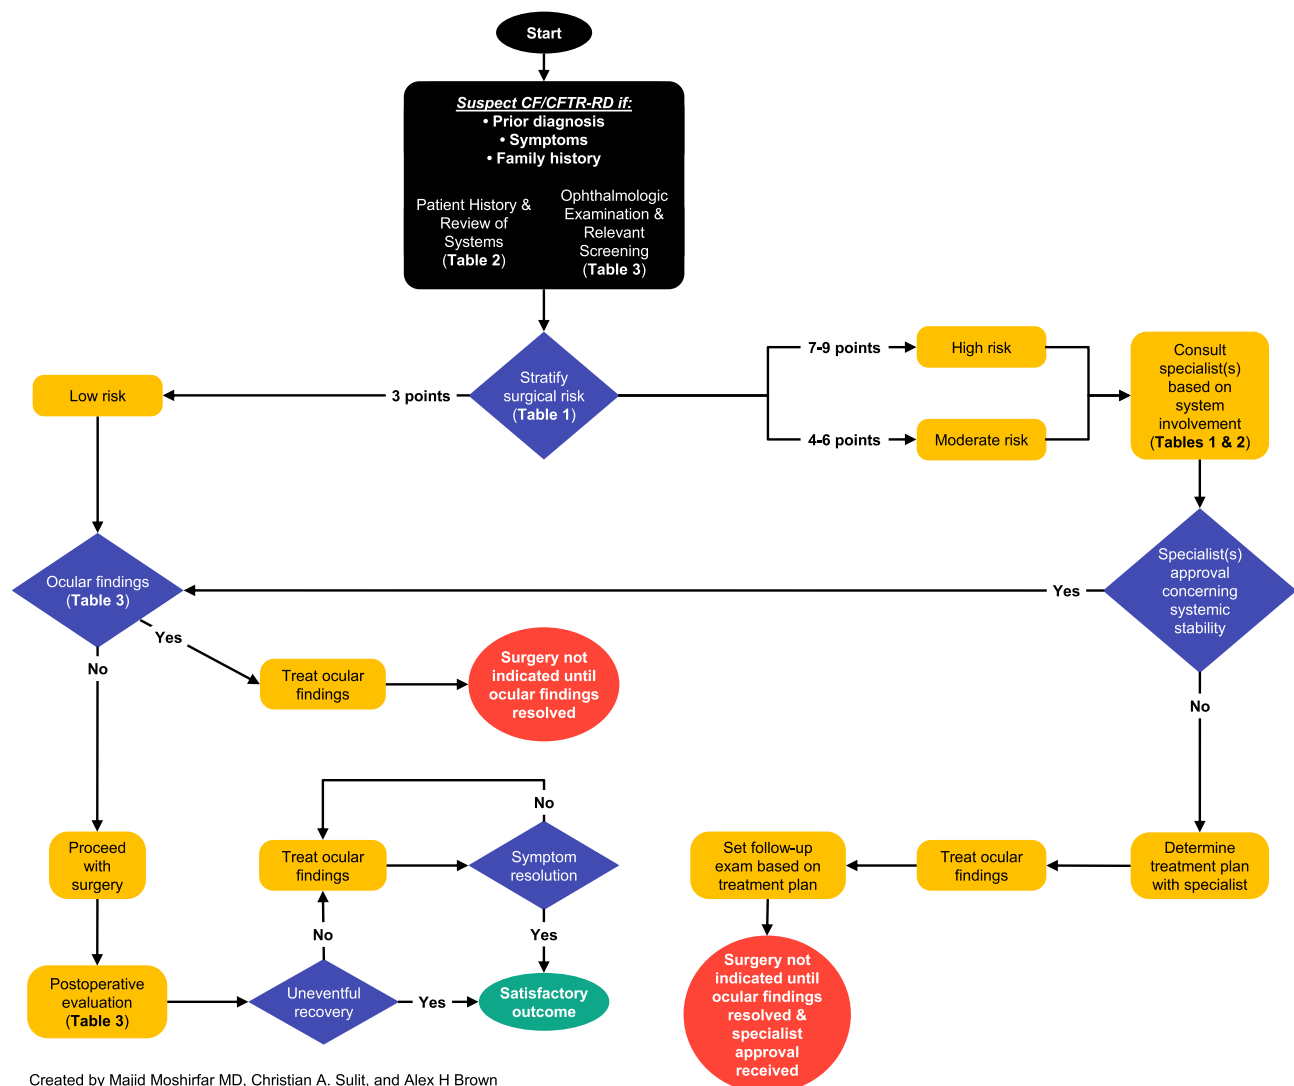 Start
Suspect CF/CFTR-RD if:
• Prior diagnosis
• Symptoms
• Family history
Patient History &
Review of
Systems
(Table 2)
Ophthalmologic
Examination &
Relevant
Screening
(Table 3)
Stratify
surgical risk
(Table 1)
3 points
Low risk
7-9 points
High risk
4-6 points
Moderate risk
Consult
specialist(s)
based on
system
involvement
(Tables 1 & 2)
Specialist(s)
approval
concerning
systemic
stability
Yes
Ocular findings
(Table 3)
Yes
Treat ocular
findings
Surgery not
indicated until
ocular findings
resolved
No
No
Proceed
with
surgery
Postoperative
evaluation
(Table 3)
Uneventful
recovery
No
Treat ocular
findings
Symptom
resolution
No
Yes
Yes
Satisfactory
outcome
Determine
treatment plan
with specialist
Treat ocular
findings
Set follow-up
exam based on
treatment plan
Surgery not
indicated until
ocular findings
resolved &
specialist
approval
received
Created by Majid Moshirfar MD, Christian A. Sulit, and Alex H Brown